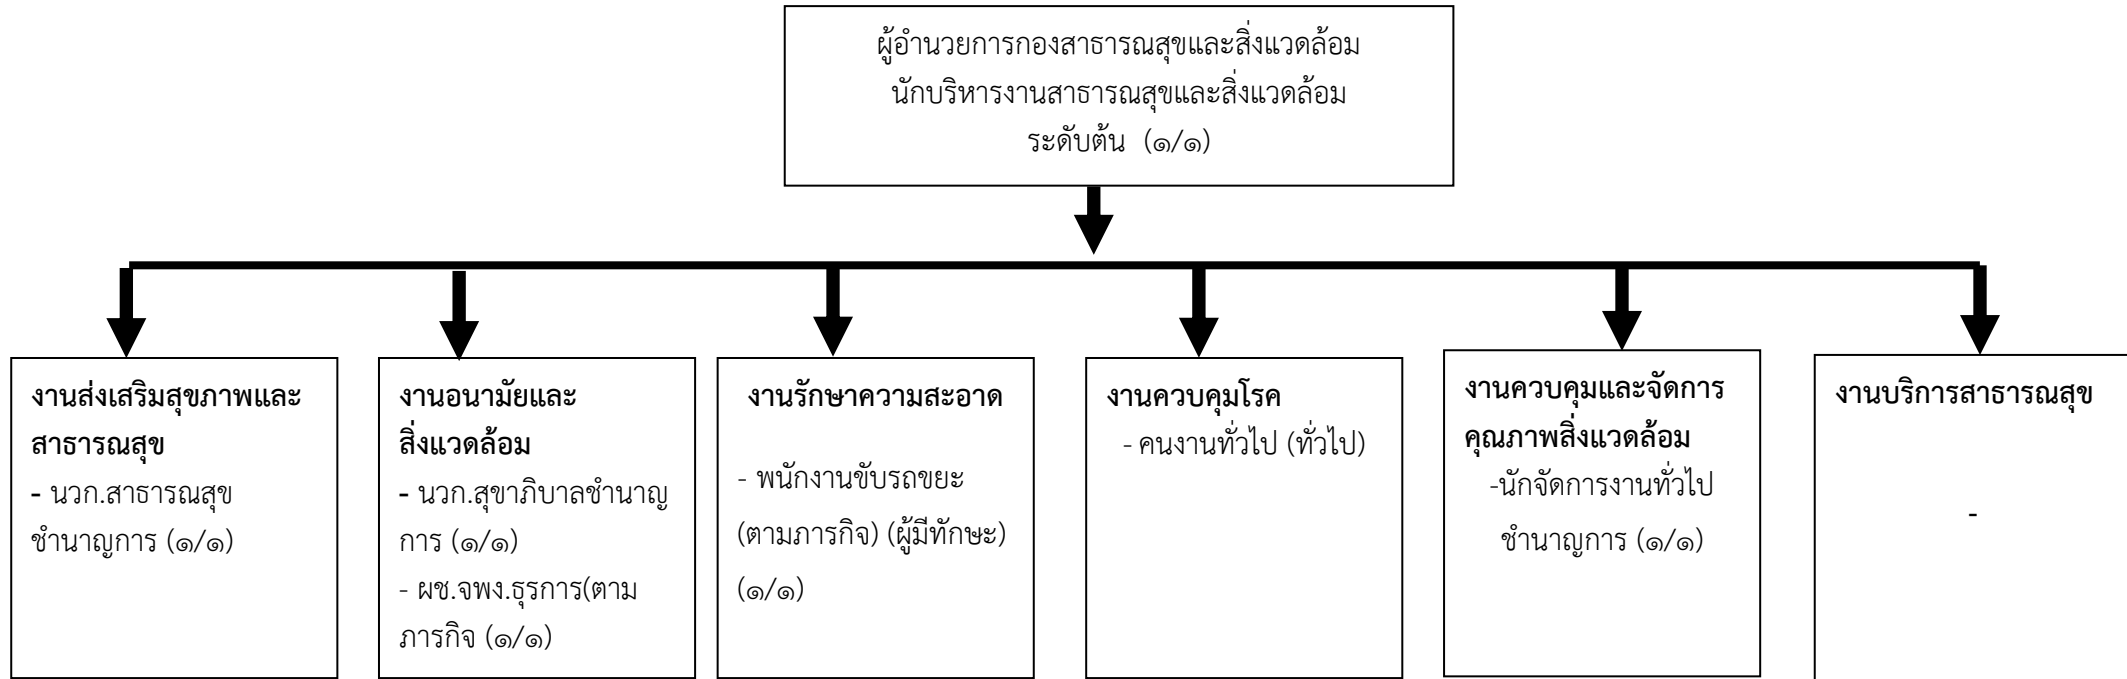 ผู้อำนวยการกองสาธารณสุขและสิ่งแวดล้อม
นักบริหารงานสาธารณสุขและสิ่งแวดล้อม
ระดับต้น (๑/๑)
งานส่งเสริมสุขภาพและ
สาธารณสุข
- นวก.สาธารณสุข
ชำนาญการ (๑/๑)
งานอนามัยและ
สิ่งแวดล้อม
- นวก.สุขาภิบาลชำนาญ
การ (๑/๑)
- ผช.จพง.ธุรการ(ตาม
ภารกิจ (๑/๑)
งานรักษาความสะอาด
- พนักงานขับรถขยะ
(ตามภารกิจ) (ผู้มีทักษะ)
(๑/๑)
งานควบคุมโรค
- คนงานทั่วไป (ทั่วไป)
งานควบคุมและจัดการ
คุณภาพสิ่งแวดล้อม
-นักจัดการงานทั่วไป
ชำนาญการ (๑/๑)
งานบริการสาธารณสุข
-